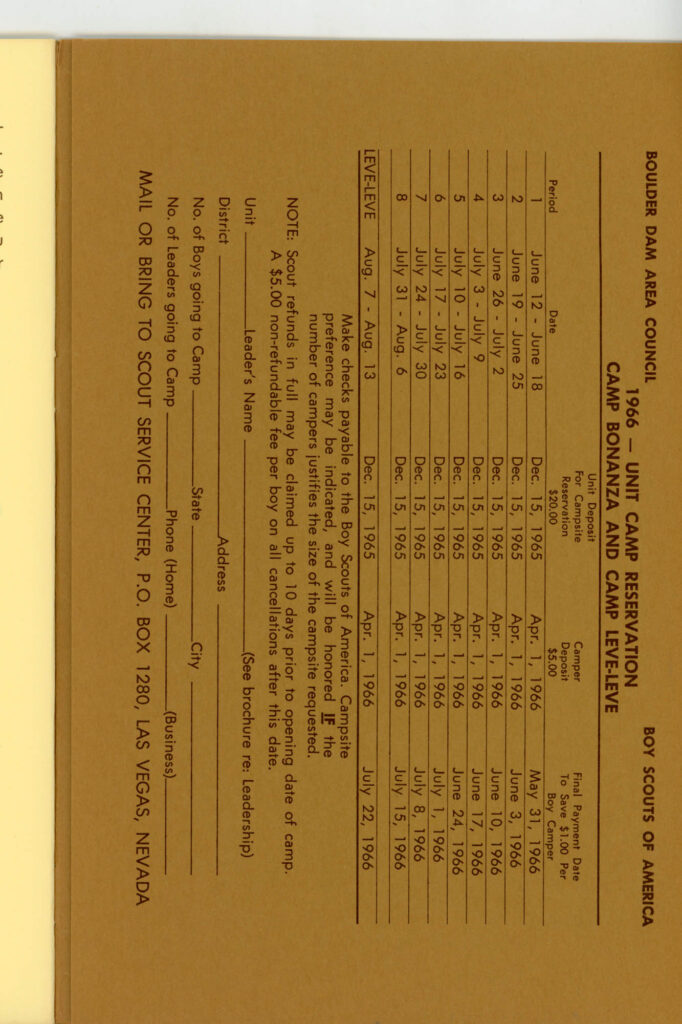 BOULDER DAM AREA COUNCIL BOY SCOUTS OF AMERICA
1966 — UNIT CAMP RESERVATION
CAMP BONANZA AND CAMP LEVE-LEVE
Period Date Unit Deposit For Campsite Reservation $20.00 Camper Deposit $5.00 Final Payment Date To Save $1.00 Per Boy Camper
1 June 12 - June 18 Dec. 15, 1965 Apr. 1, 1966 May 31, 1966
2 June 19 - June 25 Dec. 15, 1965 Apr. 1, 1966 June 3, 1966
3 June 26 - July 2 Dec. 15, 1965 Apr. 1, 1966 June 10, 1966
4 July 3 - July 9 Dec. 15, 1965 Apr. 1, 1966 June 17, 1966
5 July 10 - July 16 Dec. 15, 1965 Apr. 1, 1966 June 24, 1966
6 July 17 - July 23 Dec. 15, 1965 Apr. 1, 1966 July 1, 1966
7 July 24 - July 30 Dec. 15, 1965 Apr. 1, 1966 July 8, 1966
8 July 31 - Aug. 6 Dec. 15, 1965 Apr. 1, 1966 July 15, 1966
LEVE-LEVE Aug. 7 - Aug. 13 Dec. 15, 1965 Apr. 1, 1966 July 22, 1966
Make checks payable to the Boy Scouts of America. Campsite
preference may be indicated, and will be honored IF the
number of campers justifies the size of the campsite requested.
NOTE: Scout refunds in full may be claimed up to 10 days prior to opening date of camp.
A $5.00 non-refundable fee per boy on all cancellations after this date.
Unit Leader's Name (See brochure re: Leadership)
District Address
No. of Boys going to Camp State City
No. of Leaders going to Camp Phone (Home) (Business)
MAIL OR BRING TO SCOUT SERVICE CENTER, P.O. BOX 1280, LAS VEGAS, NEVADA